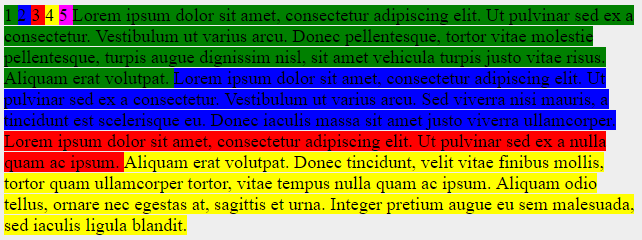 1 2 3 4 5 Lorem ipsum dolor sit amet, consectetur adipiscing elit. Ut pulvinar sed ex a
consectetur. Vestibulum ut varius arcu. Donec pellentesque, tortor vitae molestie
pellentesque, turpis augue dignissim nisl, sit amet vehicula turpis justo vitae risus.
Aliquam erat volutpat. Lorem ipsum dolor sit amet, consectetur adipiscing elit. Ut
pulvinar sed ex a consectetur. Vestibulum ut varius arcu. Sed viverra nisi mauris, a
tincidunt est scelerisque eu. Donec iaculis massa sit amet justo viverra ullamcorper.
Lorem ipsum dolor sit amet, consectetur adipiscing elit. Ut pulvinar sed ex a nulla
quam ac ipsum. Aliquam erat volutpat. Donec tincidunt, velit vitae finibus mollis,
tortor quam ullamcorper tortor, vitae tempus nulla quam ac ipsum. Aliquam odio
tellus, ornare nec egestas at, sagittis et urna. Integer pretium augue eu sem malesuada,
sed iaculis ligula blandit.